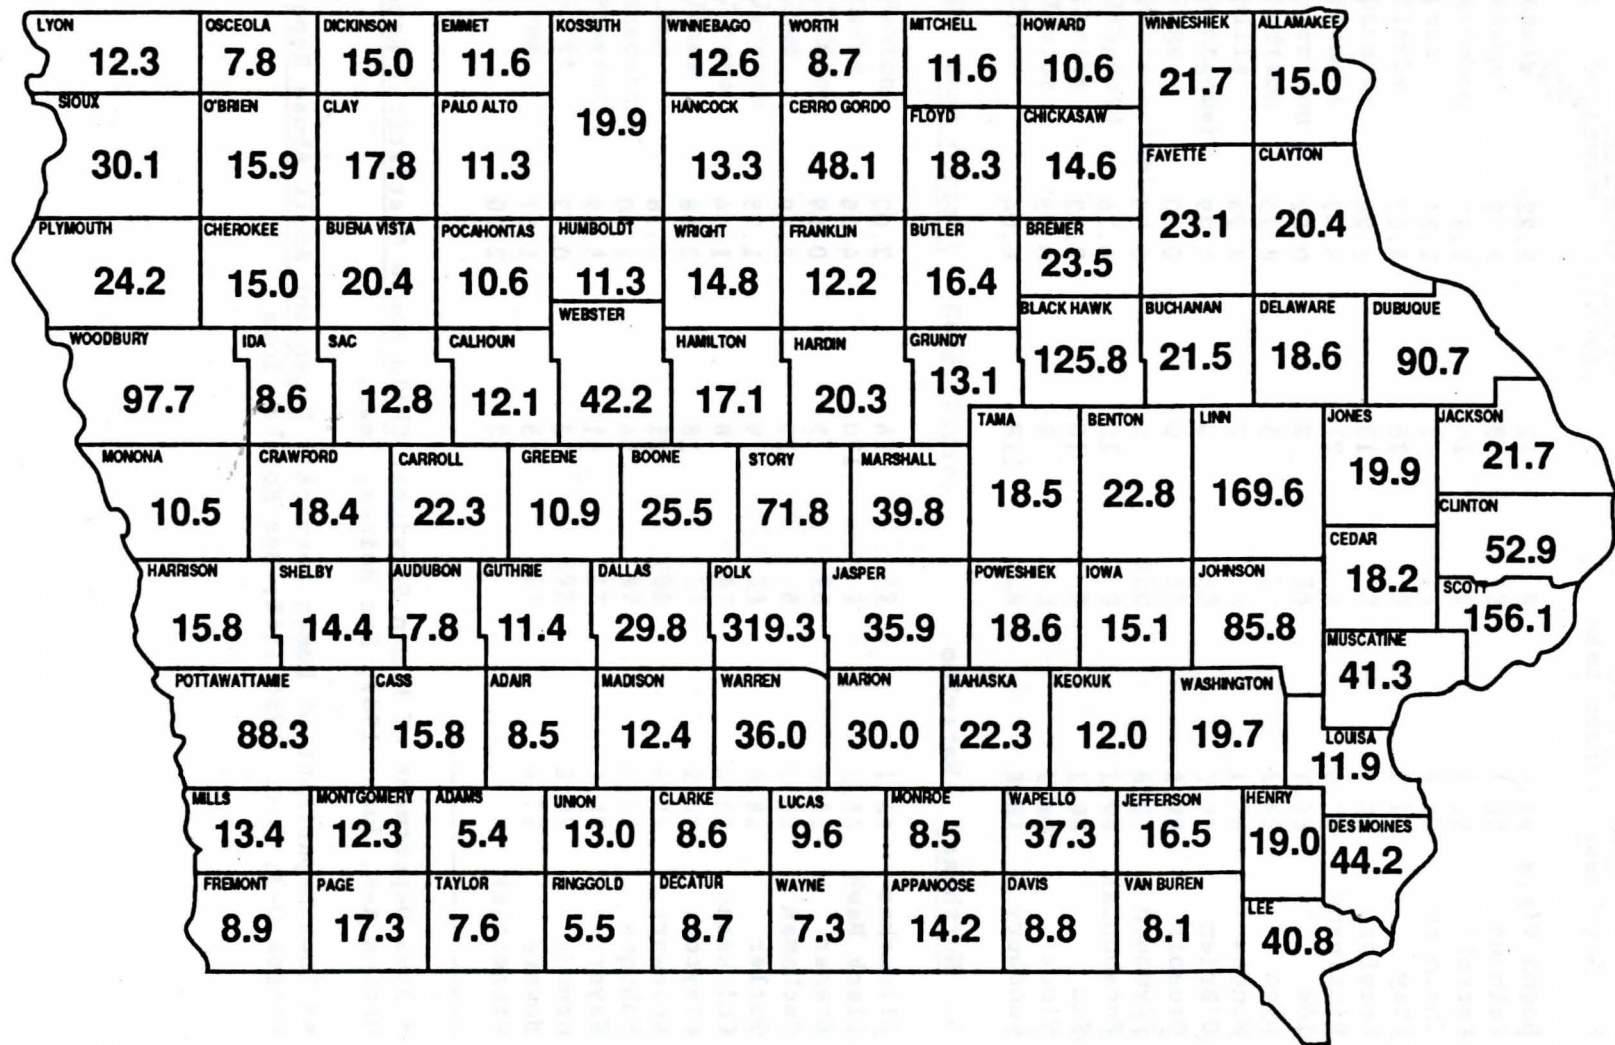 LYON OSCEOLA DICKINSON EMMET KOSSUTH WINNEBAGO WORTH MITCHELL HOWARD WINNESHIEK ALLAMAKEE
12.3 7.8 15.0 11.6 19.9 12.6 8.7 11.6 10.6 21.7 15.0
SIOUX O'BRIEN CLAY PALO ALTO HANCOCK CERRO GORDO FLOYD CHICKASAW
30.1 15.9 17.8 11.3 13.3 48.1 18.3 14.6
FAYETTE CLAYTON
23.1 20.4
PLYMOUTH CHEROKEE BUENA VISTA POCAHONTAS HUMBOLDT WRIGHT FRANKLIN BUTLER BREMER
24.2 15.0 20.4 10.6 11.3 14.8 12.2 16.4 23.5
WOODBURY IDA SAC CALHOUN WEBSTER HAMILTON HARDIN GRUNDY BLACK HAWK BUCHANAN DELAWARE DUBUQUE
97.7 8.6 12.8 12.1 42.2 17.1 20.3 13.1 125.8 21.5 18.6 90.7
TAMA BENTON LINN JONES JACKSON
18.5 22.8 169.6 19.9 21.7
MONONA CRAWFORD CARROLL GREENE BOONE STORY MARSHALL
10.5 18.4 22.3 10.9 25.5 71.8 39.8
CLINTON
52.9
CEDAR
18.2
HARRISON SHELBY AUDUBON GUTHRIE DALLAS POLK JASPER POWESHIEK IOWA JOHNSON SCOTT
15.8 14.4 7.8 11.4 29.8 319.3 35.9 18.6 15.1 85.8 156.1
MUSCATINE
41.3
POTTAWATTAMIE CASS ADAIR MADISON WARREN MARION MAHASKA KEOKUK WASHINGTON
88.3 15.8 8.5 12.4 36.0 30.0 22.3 12.0 19.7
LOUISA
11.9
MILLS MONTGOMERY ADAMS UNION CLARKE LUCAS MONROE WAPELLO JEFFERSON HENRY
13.4 12.3 5.4 13.0 8.6 9.6 8.5 37.3 16.5 19.0
DES MOINES
44.2
FREMONT PAGE TAYLOR RINGGOLD DECATUR WAYNE APPANOOSE DAVIS VAN BUREN
8.9 17.3 7.6 5.5 8.7 7.3 14.2 8.8 8.1
LEE
40.8